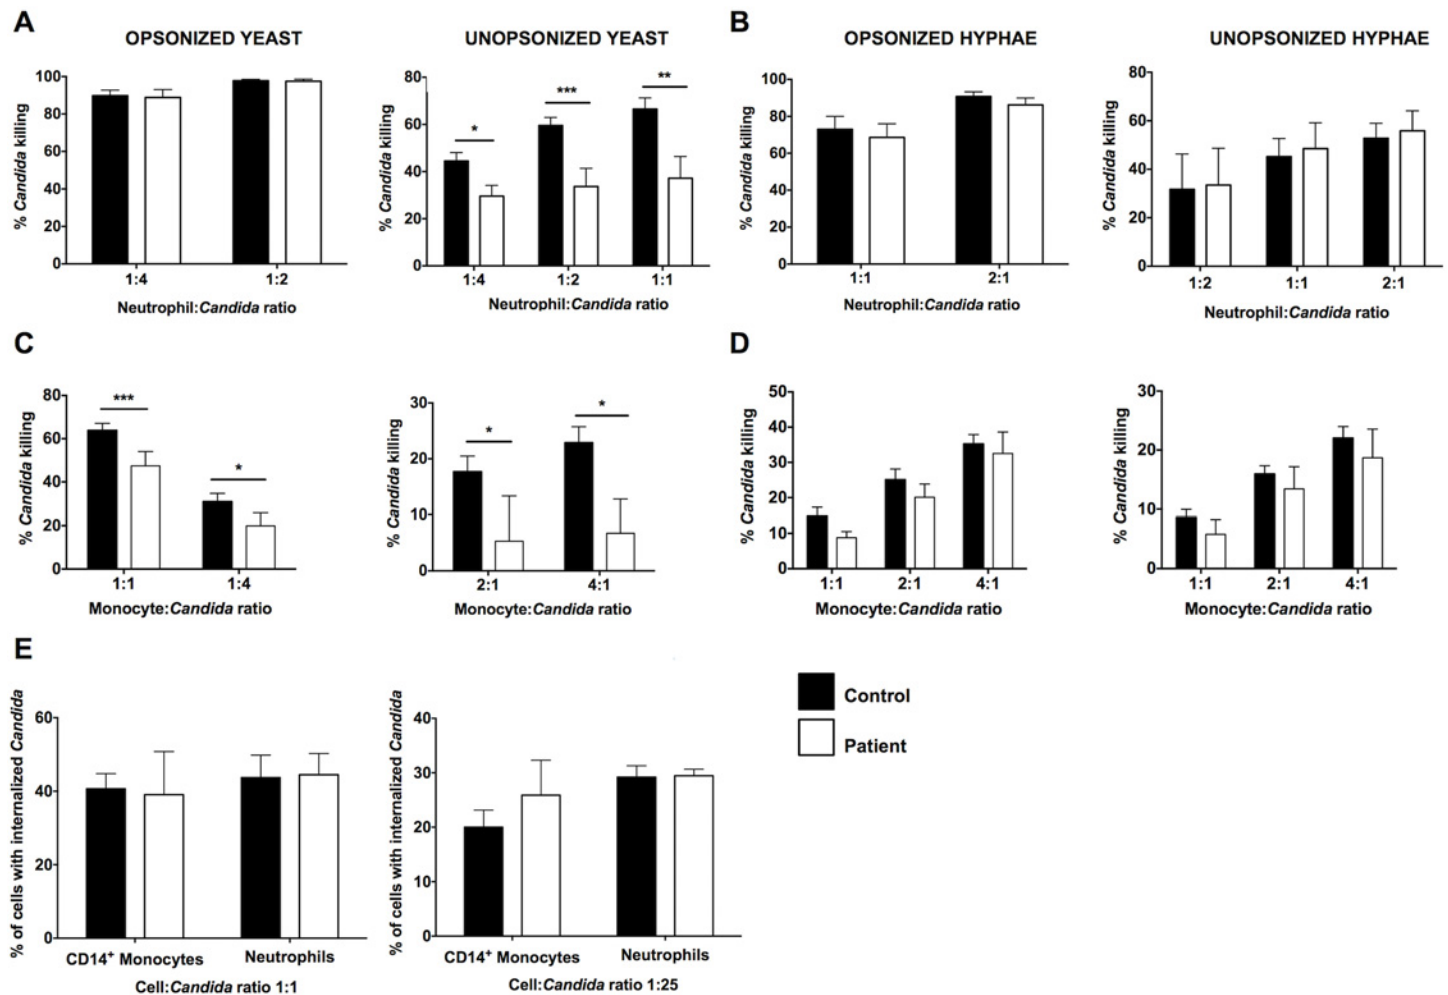 A
OPSONIZED YEAST
UNOPSONIZED YEAST
B
OPSONIZED HYPHAE
UNOPSONIZED HYPHAE
% Candida killing
100
80
60
40
20
0
1:4
1:2
Neutrophil:Candida ratio
% Candida killing
80
60
40
20
0
*
***
**
1:4
1:2
1:1
Neutrophil:Candida ratio
% Candida killing
100
80
60
40
20
0
1:1
2:1
Neutrophil:Candida ratio
% Candida killing
80
60
40
20
0
1:2
1:1
2:1
Neutrophil:Candida ratio
C
% Candida killing
80
60
40
20
0
***
*
1:1
1:4
Monocyte:Candida ratio
% Candida killing
30
20
10
0
*
*
2:1
4:1
Monocyte:Candida ratio
D
% Candida killing
50
40
30
20
10
0
1:1
2:1
4:1
Monocyte:Candida ratio
% Candida killing
30
20
10
0
1:1
2:1
4:1
Monocyte:Candida ratio
E
% of cells with internalized Candida
60
40
20
0
CD14+ Monocytes
Neutrophils
Cell:Candida ratio 1:1
% of cells with internalized Candida
40
30
20
10
0
CD14+ Monocytes
Neutrophils
Cell:Candida ratio 1:25
Control
Patient